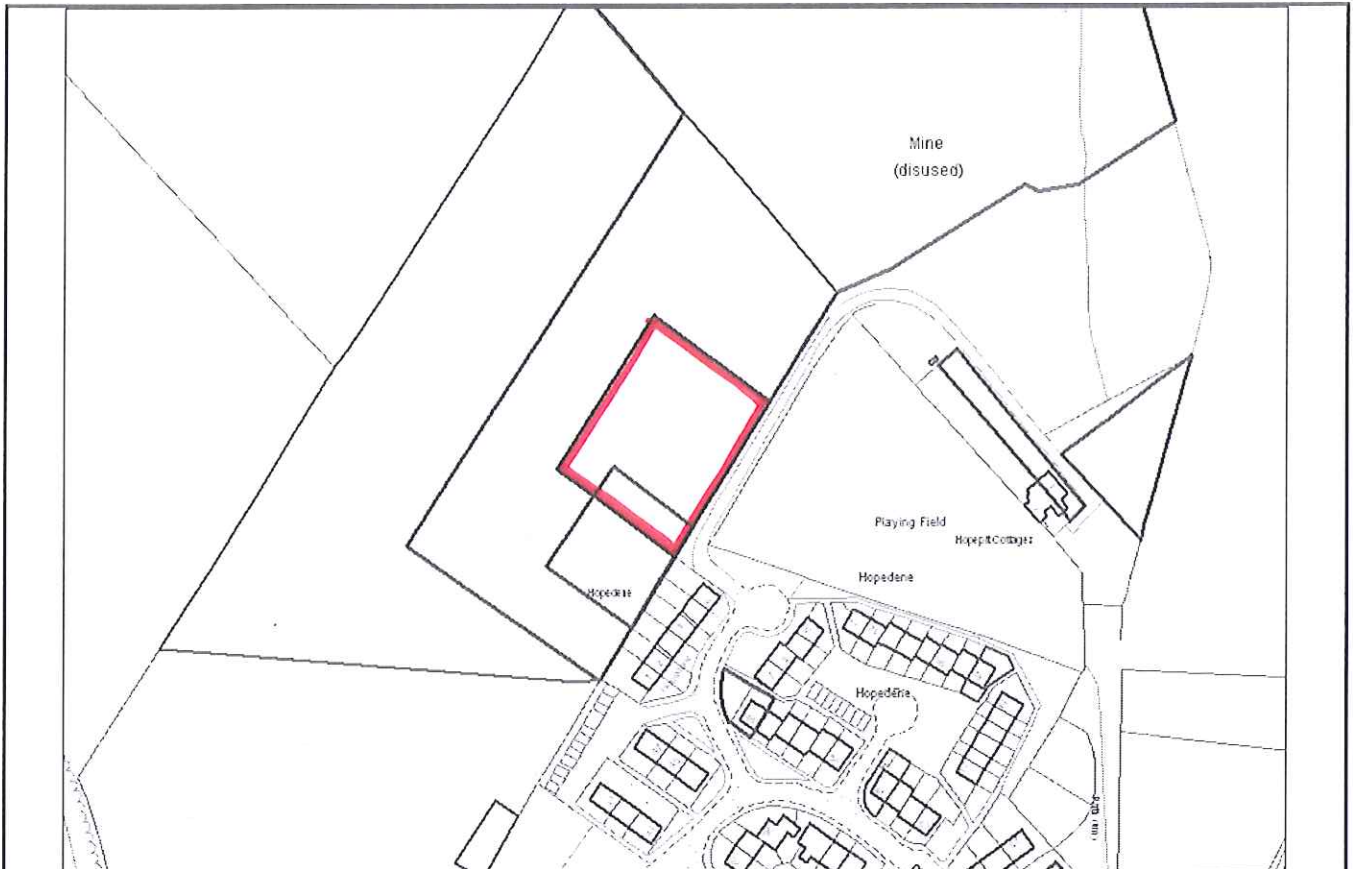 Mine
(disused)
Playing Field
Hopepit Cottages
Hopedene
Hopedene
Hopedene